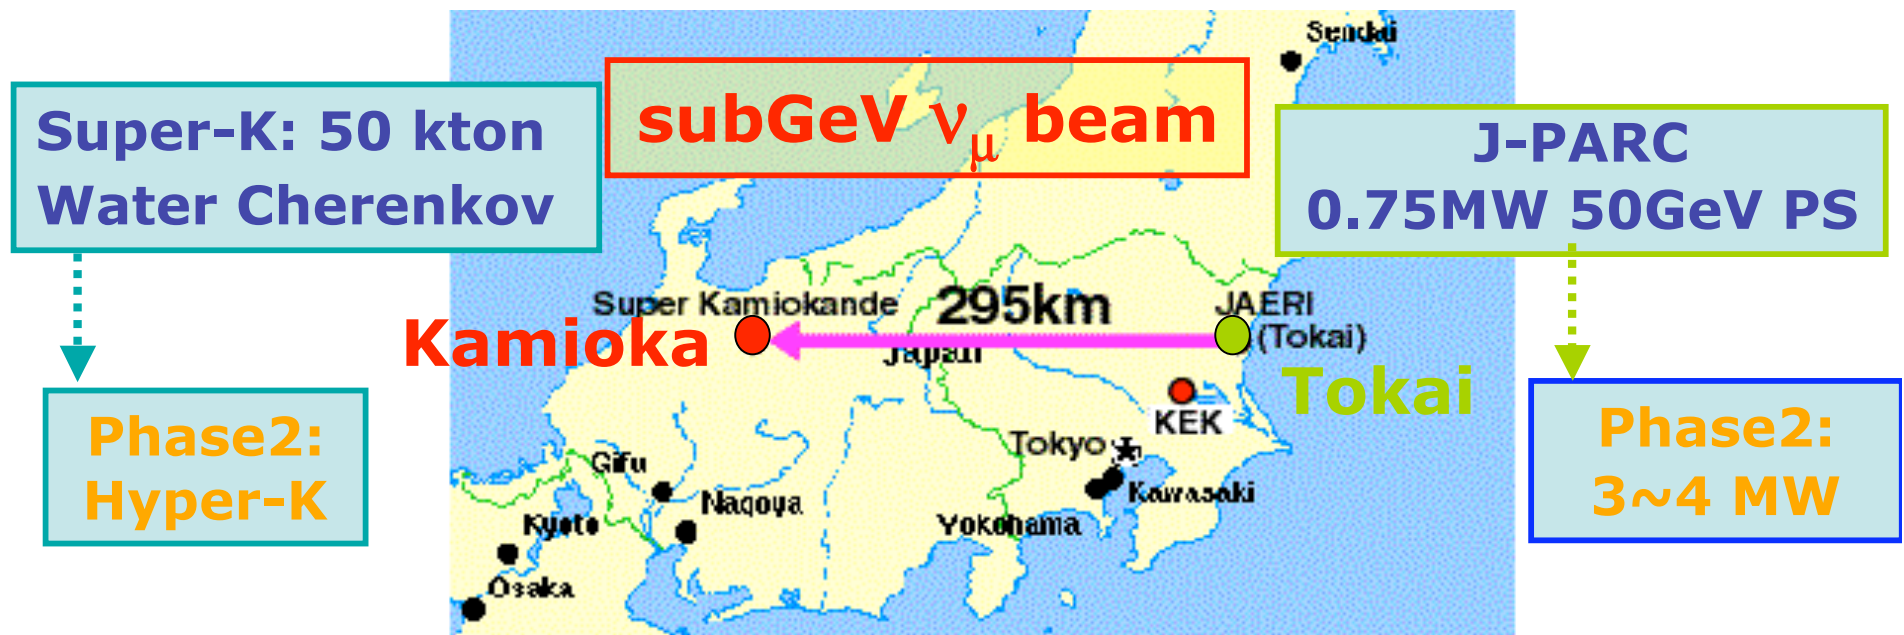 Sendai
subGeV νμ beam
Super-K: 50 kton
Water Cherenkov
J-PARC
0.75MW 50GeV PS
Super Kamiokande
295km
JAERI
(Tokai)
Kamioka
Japan
Tokai
KEK
Phase2:
Hyper-K
Phase2:
3~4 MW
Tokyo
Gifu
Kawasaki
Nagoya
Kyoto
Yokohama
Osaka